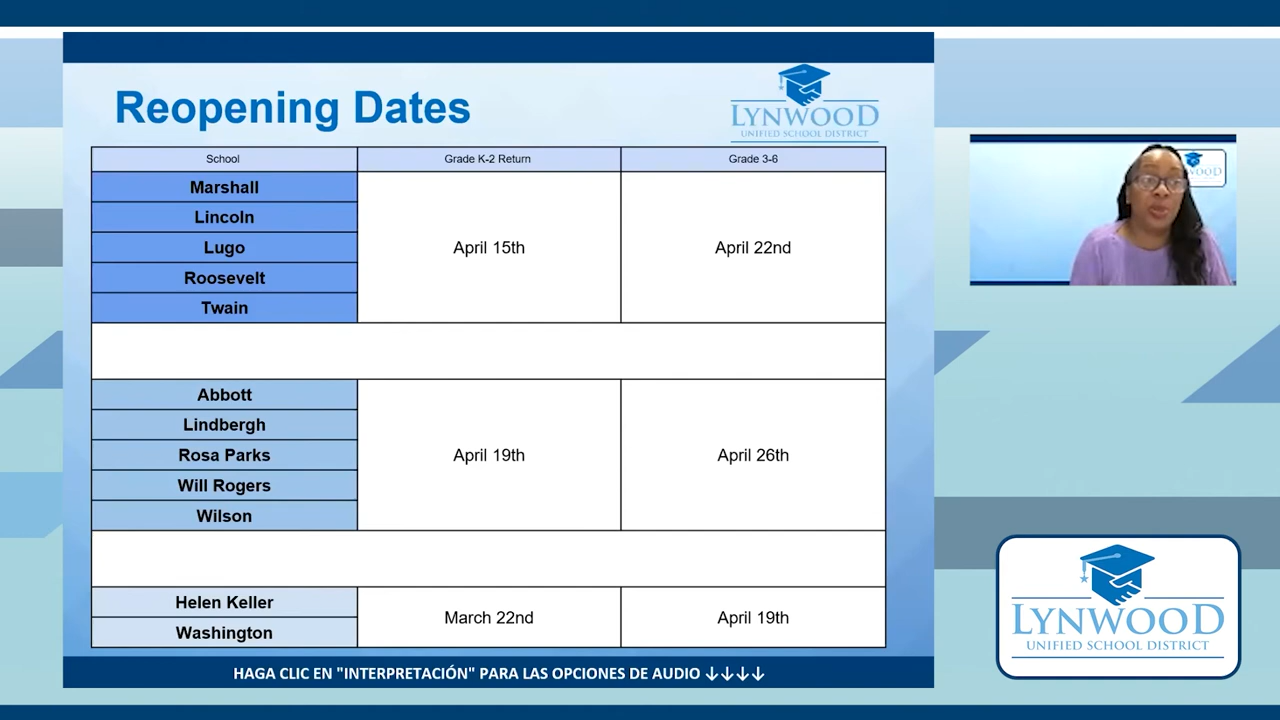 Reopening Dates
LYNWOOD
UNIFIED SCHOOL DISTRICT
School Grade K-2 Return Grade 3-6
Marshall
Lincoln
Lugo April 15th April 22nd
Roosevelt
Twain
Abbott
Lindbergh
Rosa Parks April 19th April 26th
Will Rogers
Wilson
Helen Keller
Washington
March 22nd April 19th
HAGA CLIC EN "INTERPRETACIÓN" PARA LAS OPCIONES DE AUDIO ↓↓↓↓
WOOD
LYNWOOD
UNIFIED SCHOOL DISTRICT